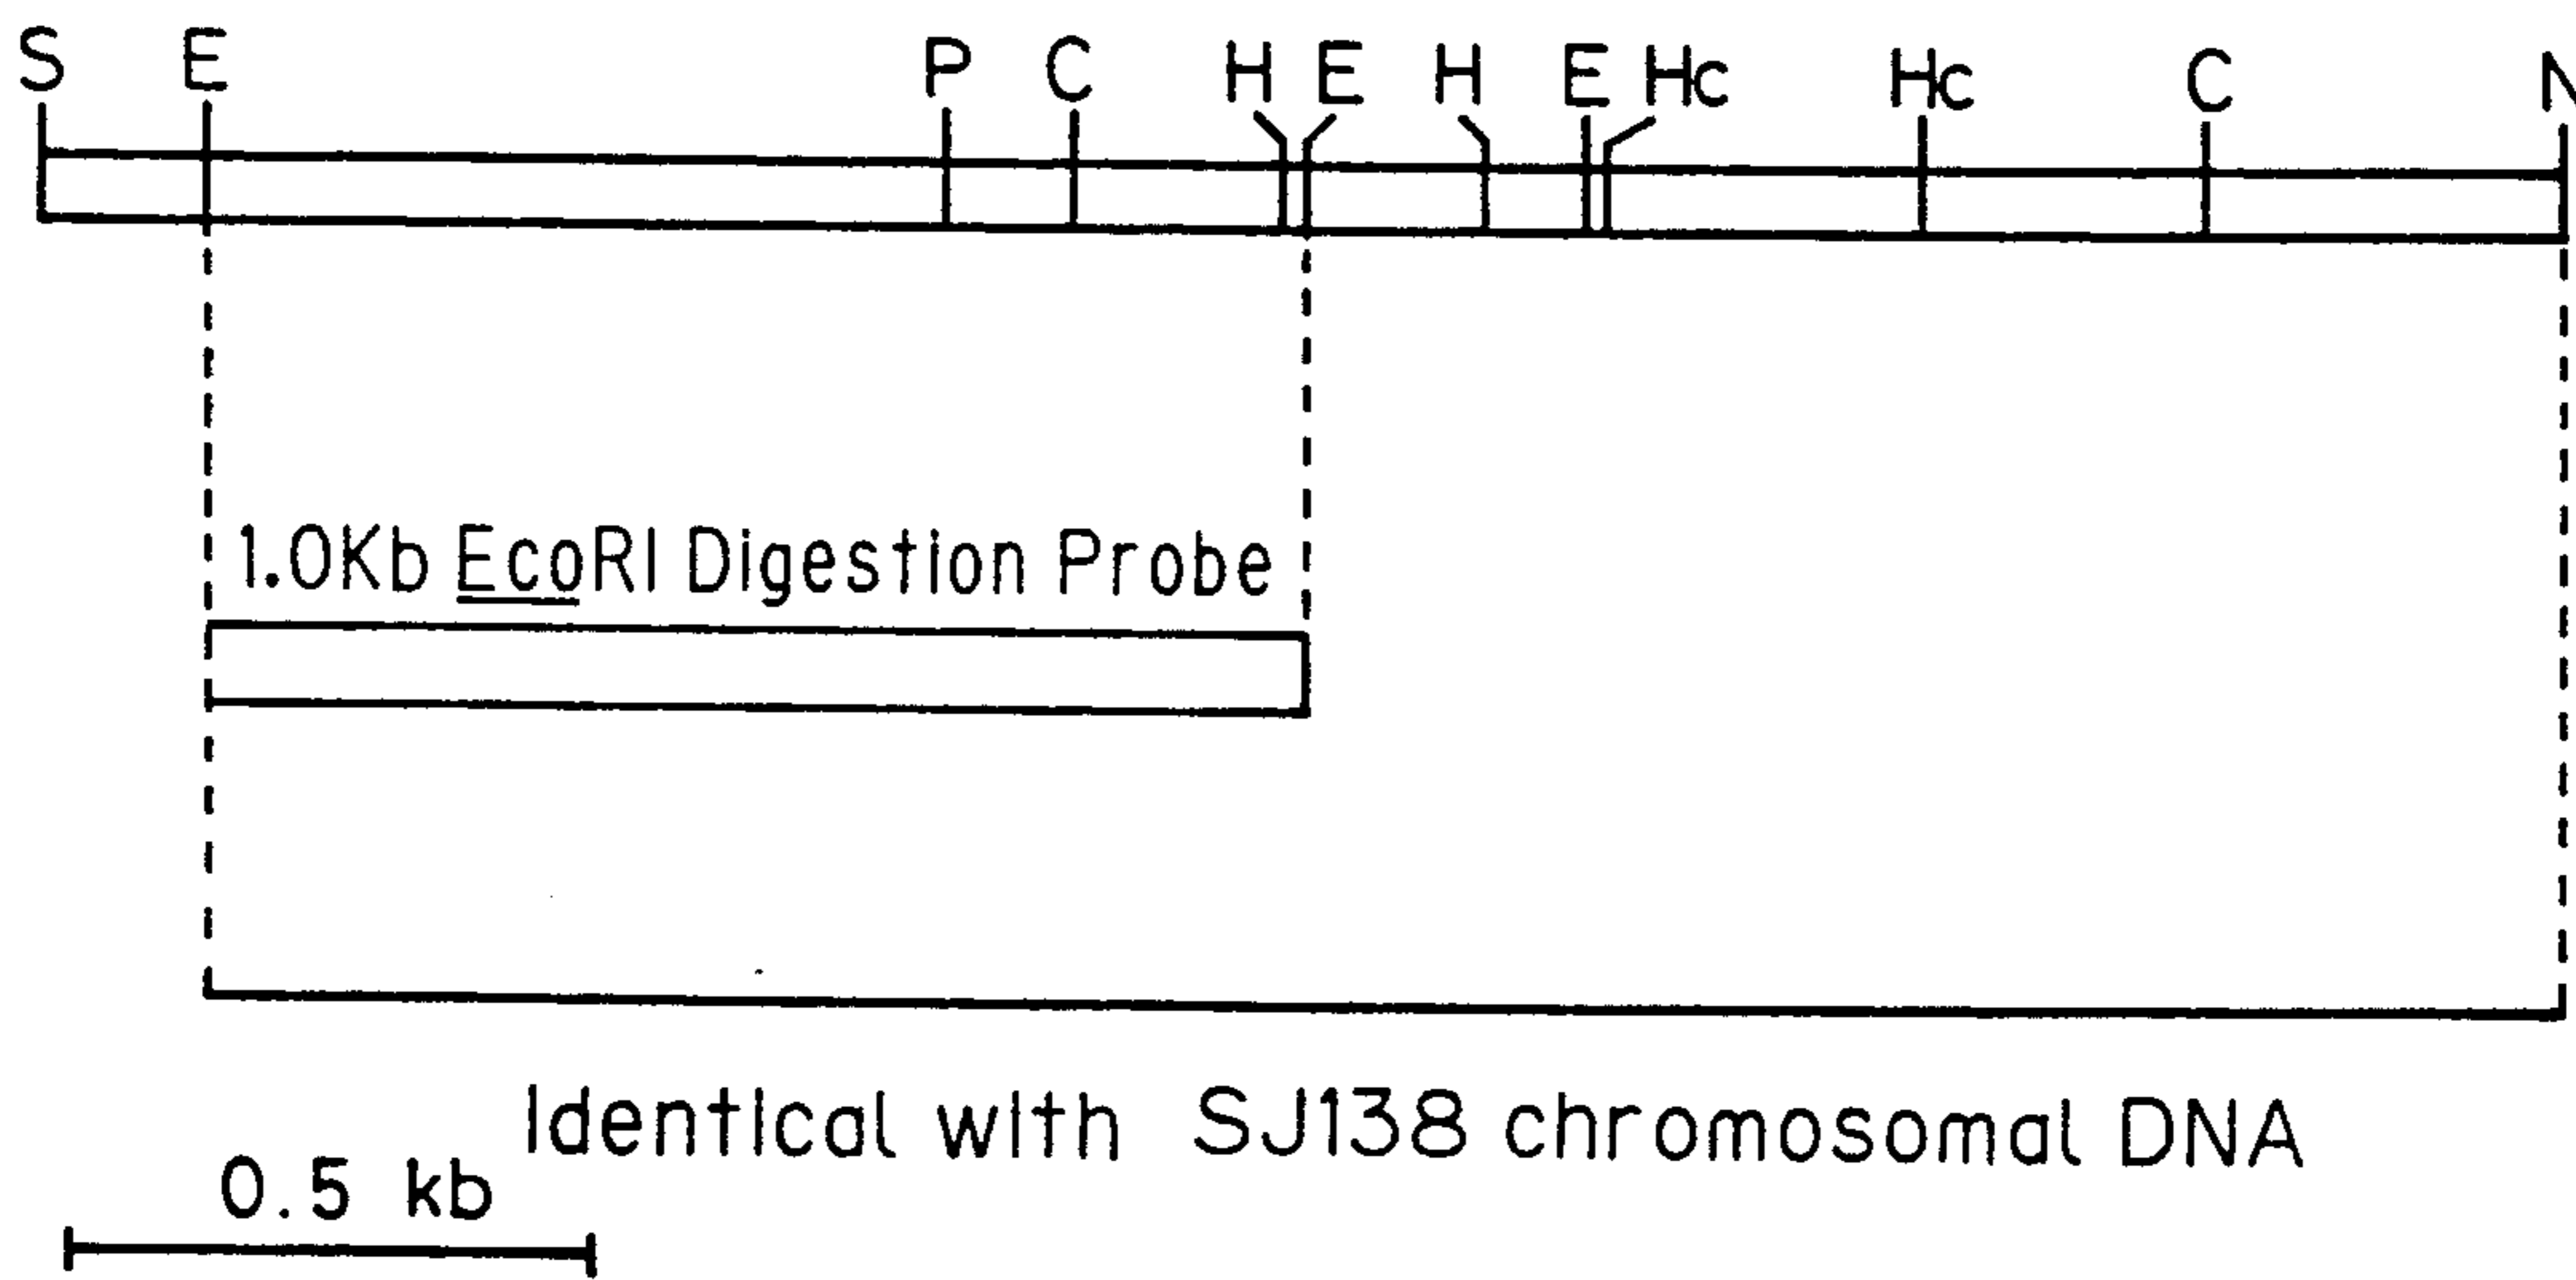 S E P C H E H E Hc Hc C N
1.0Kb EcoRI Digestion Probe
Identical with SJ138 chromosomal DNA
0.5 kb